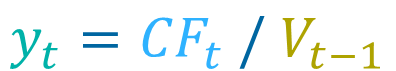 y_t = CF_t / V_{t−1}